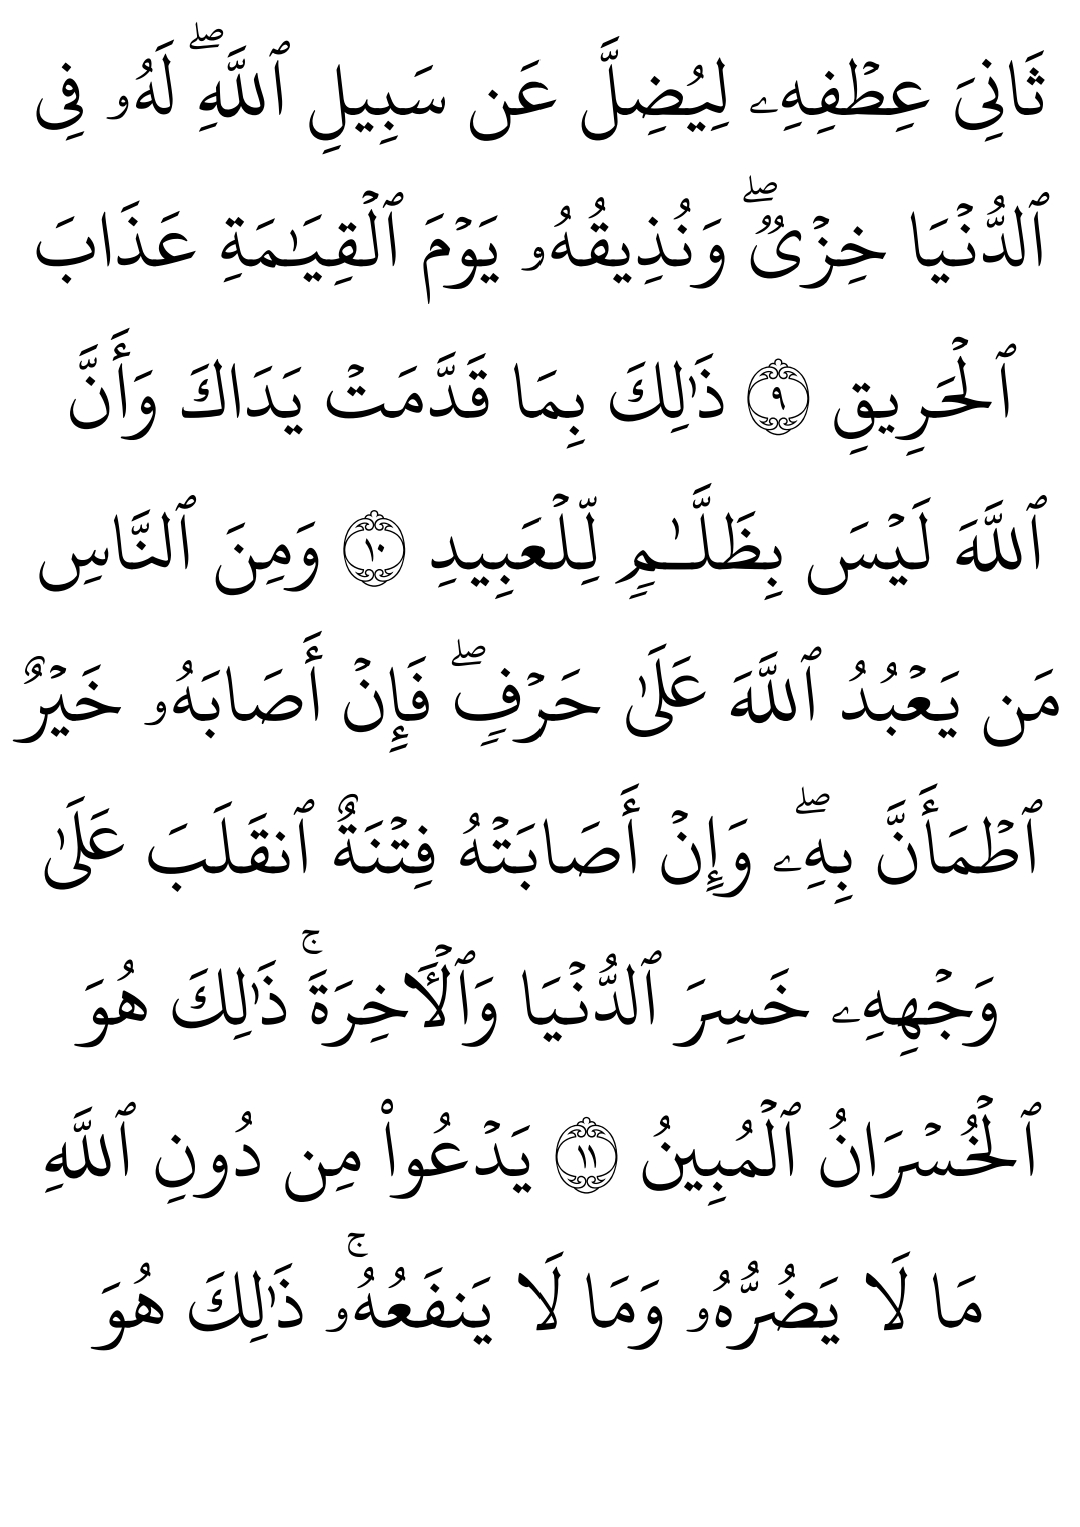 ثَانِىَ عِطْفِهِۦ لِيُضِلَّ عَن سَبِيلِ ٱللَّهِ ۖ لَهُۥ فِى
ٱلدُّنْيَا خِزْىٌ ۖ وَنُذِيقُهُۥ يَوْمَ ٱلْقِيَـٰمَةِ عَذَابَ
ٱلْحَرِيقِ ٩ ذَٰلِكَ بِمَا قَدَّمَتْ يَدَاكَ وَأَنَّ
ٱللَّهَ لَيْسَ بِظَلَّـٰمٍ لِّلْعَبِيدِ ١٠ وَمِنَ ٱلنَّاسِ
مَن يَعْبُدُ ٱللَّهَ عَلَىٰ حَرْفٍ ۖ فَإِنْ أَصَابَهُۥ خَيْرٌ
ٱطْمَأَنَّ بِهِۦ ۖ وَإِنْ أَصَابَتْهُ فِتْنَةٌ ٱنقَلَبَ عَلَىٰ
وَجْهِهِۦ خَسِرَ ٱلدُّنْيَا وَٱلْـَٔاخِرَةَ ۚ ذَٰلِكَ هُوَ
ٱلْخُسْرَانُ ٱلْمُبِينُ ١١ يَدْعُوا۟ مِن دُونِ ٱللَّهِ
مَا لَا يَضُرُّهُۥ وَمَا لَا يَنفَعُهُۥ ۚ ذَٰلِكَ هُوَ